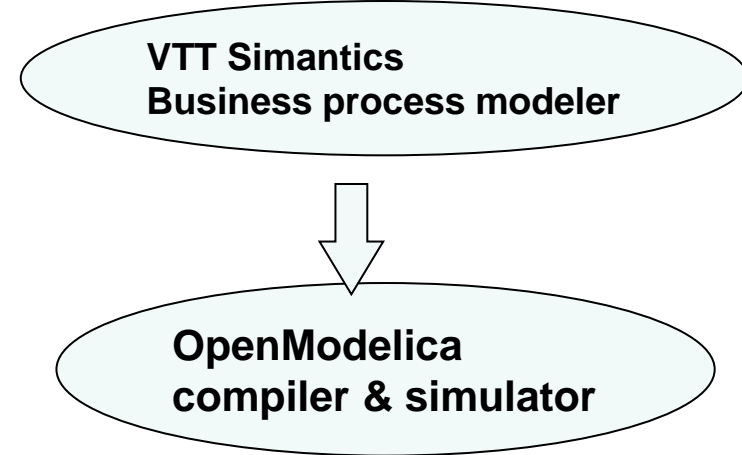 VTT Simantics
Business process modeler
OpenModelica
compiler & simulator